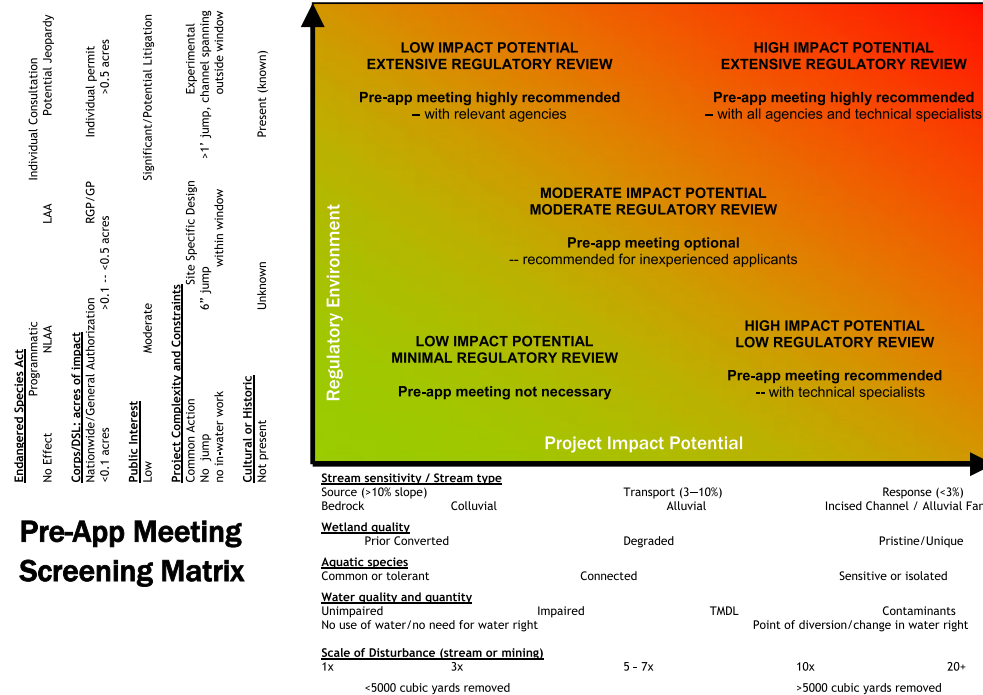 Endangered Species Act
Programmatic
Individual Consultation
No Effect
NLAA
LAA
Potential Jeopardy
Corps/DSL; acres of impact
Nationwide/General Authorization
RGP/GP
Individual permit
<0.1 acres
>0.1 -- <0.5 acres
>0.5 acres
Public Interest
Low
Moderate
Significant/Potential Litigation
Project Complexity and Constraints
Common Action
Site Specific Design
Experimental
No jump
6” jump
>1’ jump, channel spanning
no in-water work
within window
outside window
Cultural or Historic
Not present
Unknown
Present (known)
Regulatory Environment
LOW IMPACT POTENTIAL
EXTENSIVE REGULATORY REVIEW
Pre-app meeting highly recommended
– with relevant agencies
HIGH IMPACT POTENTIAL
EXTENSIVE REGULATORY REVIEW
Pre-app meeting highly recommended
– with all agencies and technical specialists
MODERATE IMPACT POTENTIAL
MODERATE REGULATORY REVIEW
Pre-app meeting optional
-- recommended for inexperienced applicants
LOW IMPACT POTENTIAL
MINIMAL REGULATORY REVIEW
Pre-app meeting not necessary
HIGH IMPACT POTENTIAL
LOW REGULATORY REVIEW
Pre-app meeting recommended
-- with technical specialists
Project Impact Potential
Pre-App Meeting
Screening Matrix
Stream sensitivity / Stream type
Source (>10% slope) Transport (3—10%) Response (<3%)
Bedrock Colluvial Alluvial Incised Channel / Alluvial Fan
Wetland quality
Prior Converted Degraded Pristine/Unique
Aquatic species
Common or tolerant Connected Sensitive or isolated
Water quality and quantity
Unimpaired Impaired TMDL Contaminants
No use of water/no need for water right Point of diversion/change in water right
Scale of Disturbance (stream or mining)
1x 3x 5 – 7x 10x 20+
<5000 cubic yards removed >5000 cubic yards removed